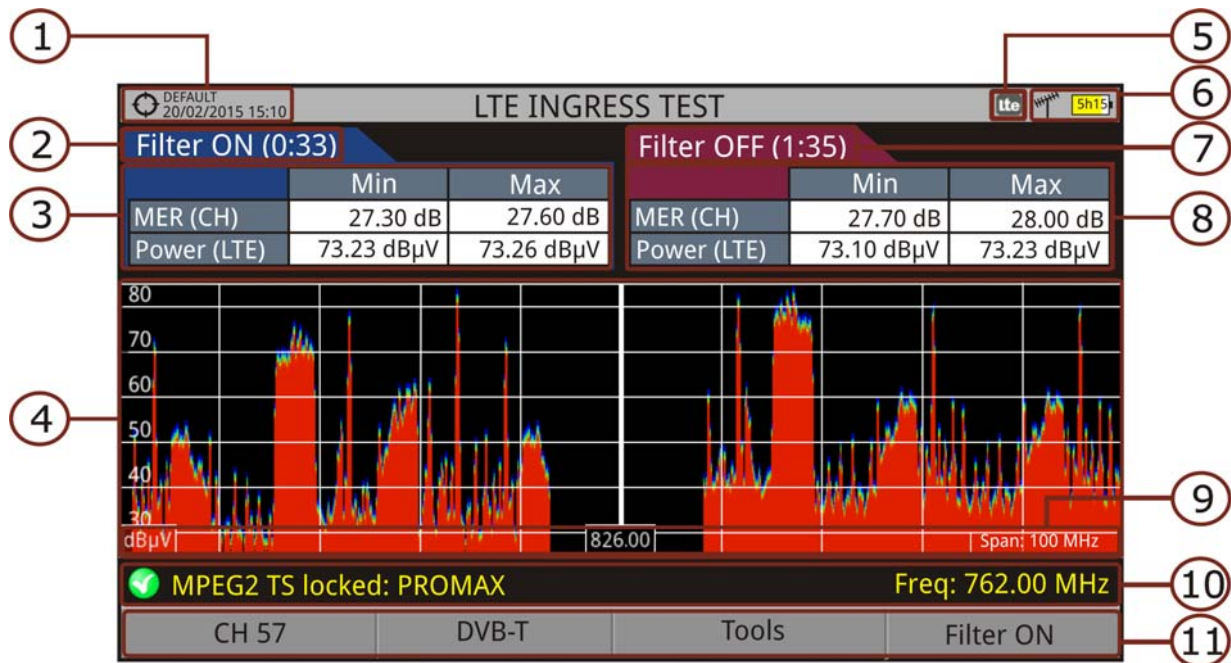 1
5
DEFAULT
20/02/2015 15:10
LTE INGRESS TEST
lte
5h15
6
2
Filter ON (0:33)
Filter OFF (1:35)
7
Min Max
Min Max
3
MER (CH) 27.30 dB 27.60 dB
MER (CH) 27.70 dB 28.00 dB
8
Power (LTE) 73.23 dBµV 73.26 dBµV
Power (LTE) 73.10 dBµV 73.23 dBµV
80
70
60
4
50
40
30
9
dBµV
826.00
Span: 100 MHz
MPEG2 TS locked: PROMAX
Freq: 762.00 MHz
10
CH 57
DVB-T
Tools
Filter ON
11